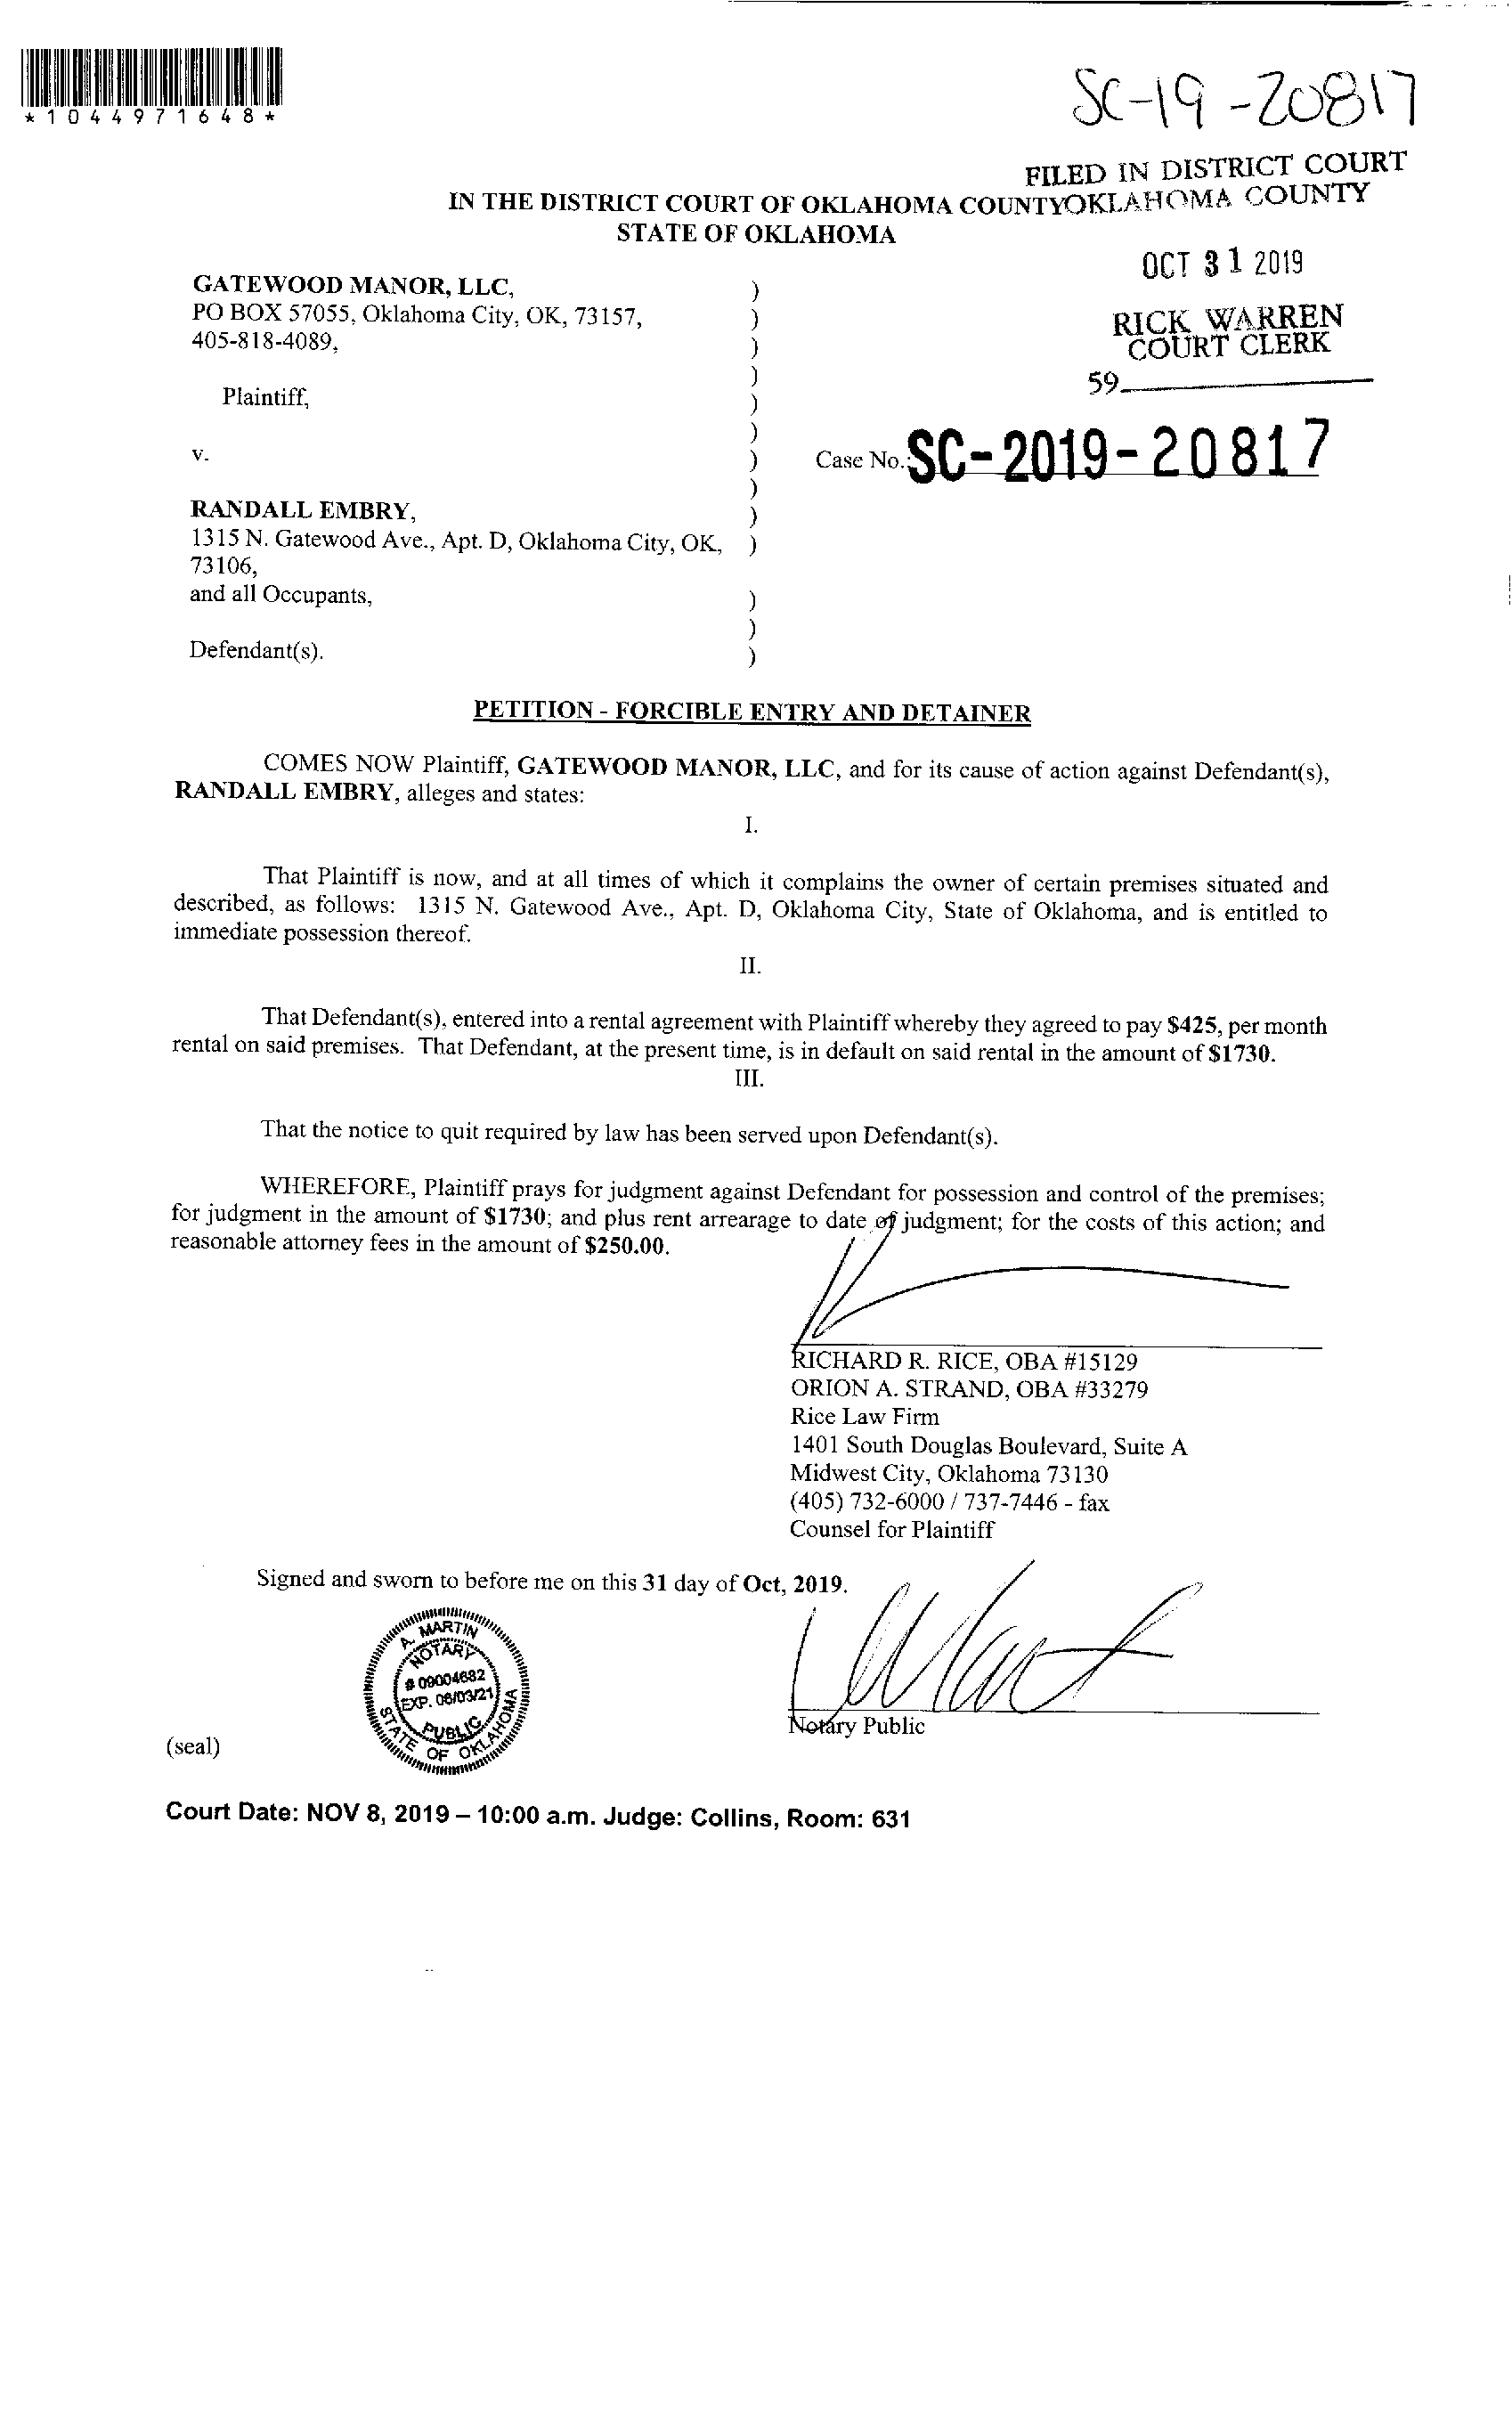 *1044971648*
SC-19-20817
FILED IN DISTRICT COURT
OKLAHOMA COUNTY
IN THE DISTRICT COURT OF OKLAHOMA COUNTY
STATE OF OKLAHOMA
OCT 31 2019
RICK WARREN
COURT CLERK
59
GATEWOOD MANOR, LLC, )
PO BOX 57055, Oklahoma City, OK, 73157, )
405-818-4089, )
)
Plaintiff, )
)
v. ) Case No.: SC-2019-20817
)
RANDALL EMBRY, )
1315 N. Gatewood Ave., Apt. D, Oklahoma City, OK, )
73106,
and all Occupants, )
)
Defendant(s). )
PETITION - FORCIBLE ENTRY AND DETAINER
COMES NOW Plaintiff, GATEWOOD MANOR, LLC, and for its cause of action against Defendant(s),
RANDALL EMBRY, alleges and states:
I.
That Plaintiff is now, and at all times of which it complains the owner of certain premises situated and
described, as follows: 1315 N. Gatewood Ave., Apt. D, Oklahoma City, State of Oklahoma, and is entitled to
immediate possession thereof.
II.
That Defendant(s), entered into a rental agreement with Plaintiff whereby they agreed to pay $425, per month
rental on said premises. That Defendant, at the present time, is in default on said rental in the amount of $1730.
III.
That the notice to quit required by law has been served upon Defendant(s).
WHEREFORE, Plaintiff prays for judgment against Defendant for possession and control of the premises;
for judgment in the amount of $1730; and plus rent arrearage to date of judgment; for the costs of this action; and
reasonable attorney fees in the amount of $250.00.
RICHARD R. RICE, OBA #15129
ORION A. STRAND, OBA #33279
Rice Law Firm
1401 South Douglas Boulevard, Suite A
Midwest City, Oklahoma 73130
(405) 732-6000 / 737-7446 - fax
Counsel for Plaintiff
Signed and sworn to before me on this 31 day of Oct, 2019.
A. MARTIN
NOTARY
# 09004682
EXP. 06/03/21
PUBLIC
STATE OF OKLAHOMA
Notary Public
(seal)
Court Date: NOV 8, 2019 – 10:00 a.m. Judge: Collins, Room: 631